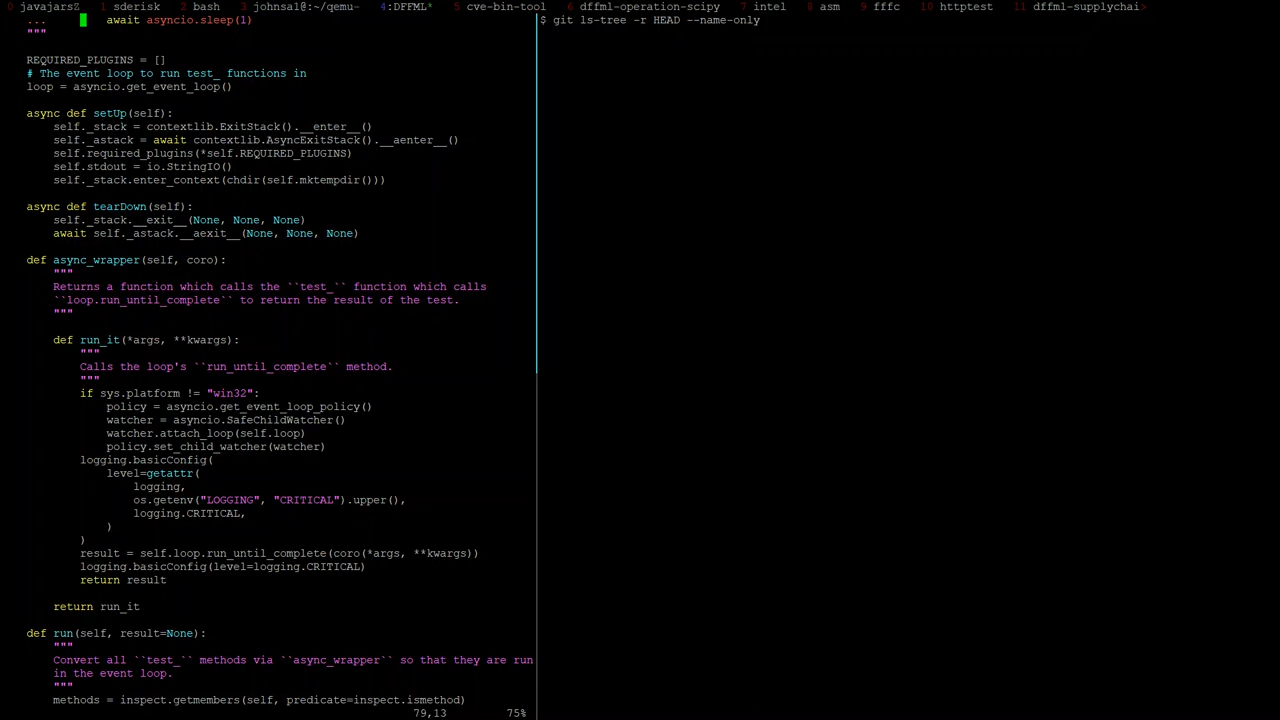 0 javajarsZ 1 sderisk 2 bash 3 johnsal@:~/qemu- 4:DFFML* 5 cve-bin-tool 6 dffml-operation-scipy 7 intel 8 asm 9 fffc 10 httptest 11 dffml-supplychai>
... await asyncio.sleep(1)
"""
REQUIRED_PLUGINS = []
# The event loop to run test_ functions in
loop = asyncio.get_event_loop()
async def setUp(self):
self._stack = contextlib.ExitStack().__enter__()
self._astack = await contextlib.AsyncExitStack().__aenter__()
self.required_plugins(*self.REQUIRED_PLUGINS)
self.stdout = io.StringIO()
self._stack.enter_context(chdir(self.mktempdir()))
async def tearDown(self):
self._stack.__exit__(None, None, None)
await self._astack.__aexit__(None, None, None)
def async_wrapper(self, coro):
"""
Returns a function which calls the ``test_`` function which calls
``loop.run_until_complete`` to return the result of the test.
"""
def run_it(*args, **kwargs):
"""
Calls the loop's ``run_until_complete`` method.
"""
if sys.platform != "win32":
policy = asyncio.get_event_loop_policy()
watcher = asyncio.SafeChildWatcher()
watcher.attach_loop(self.loop)
policy.set_child_watcher(watcher)
logging.basicConfig(
level=getattr(
logging,
os.getenv("LOGGING", "CRITICAL").upper(),
logging.CRITICAL,
)
)
result = self.loop.run_until_complete(coro(*args, **kwargs))
logging.basicConfig(level=logging.CRITICAL)
return result
return run_it
def run(self, result=None):
"""
Convert all ``test_`` methods via ``async_wrapper`` so that they are run
in the event loop.
"""
methods = inspect.getmembers(self, predicate=inspect.ismethod)
79,13 75%
$ git ls-tree -r HEAD --name-only